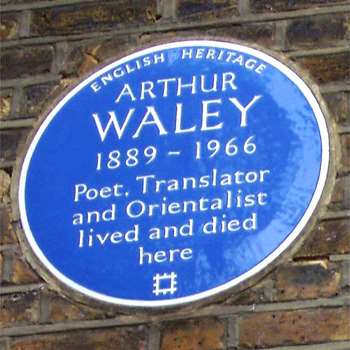 ENGLISH HERITAGE
ARTHUR
WALEY
1889 - 1966
Poet, Translator
and Orientalist
lived and died
here